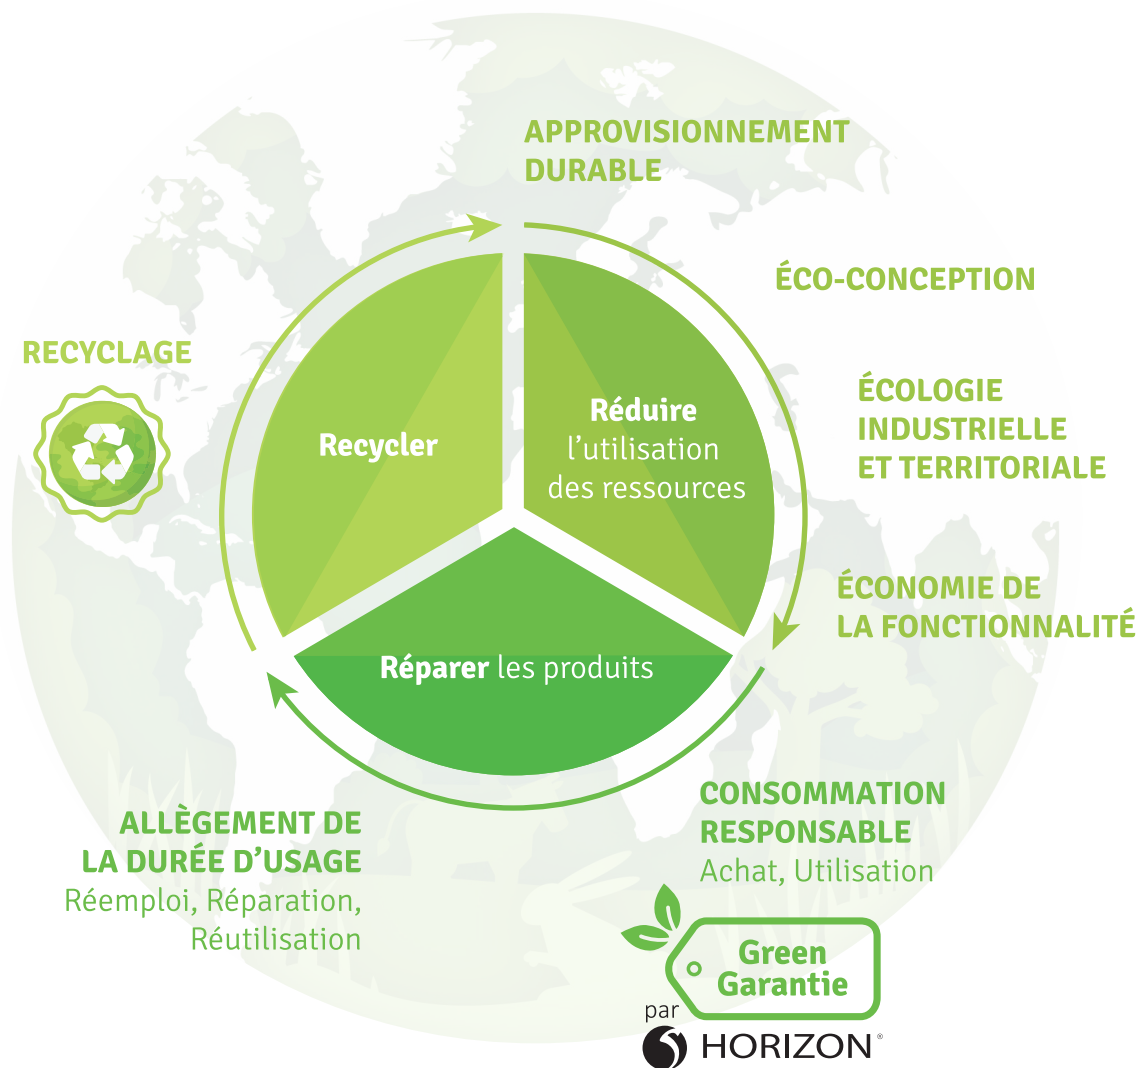 APPROVISIONNEMENT
DURABLE
ÉCO-CONCEPTION
RECYCLAGE
ÉCOLOGIE
INDUSTRIELLE
ET TERRITORIALE
Recycler
Réduire
l'utilisation
des ressources
ÉCONOMIE DE
LA FONCTIONNALITÉ
Réparer les produits
CONSOMMATION
RESPONSABLE
Achat, Utilisation
ALLÈGEMENT DE
LA DURÉE D'USAGE
Réemploi, Réparation,
Réutilisation
Green
Garantie
par
HORIZON®